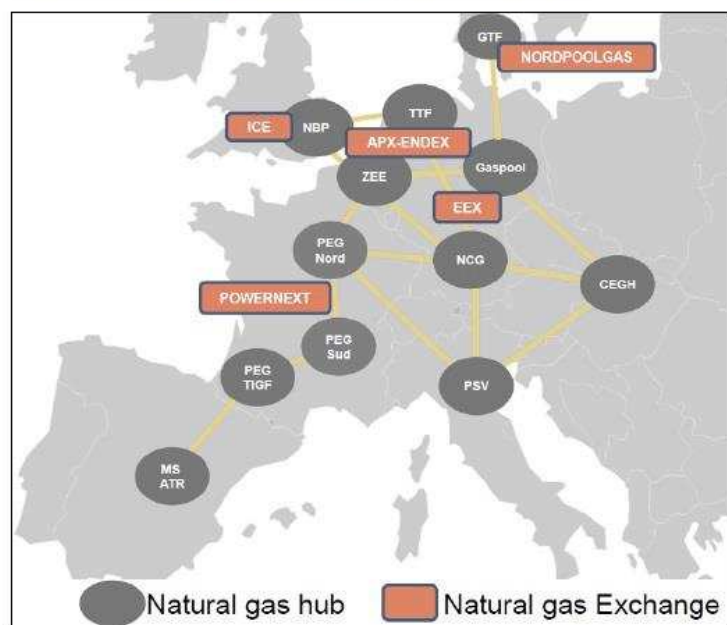 GTF
NORDPOOLGAS
ICE
NBP
TTF
APX-ENDEX
ZEE
Gaspool
EEX
PEG
Nord
NCG
CEGH
POWERNEXT
PEG
Sud
PEG
TIGF
PSV
MS
ATR
Natural gas hub
Natural gas Exchange